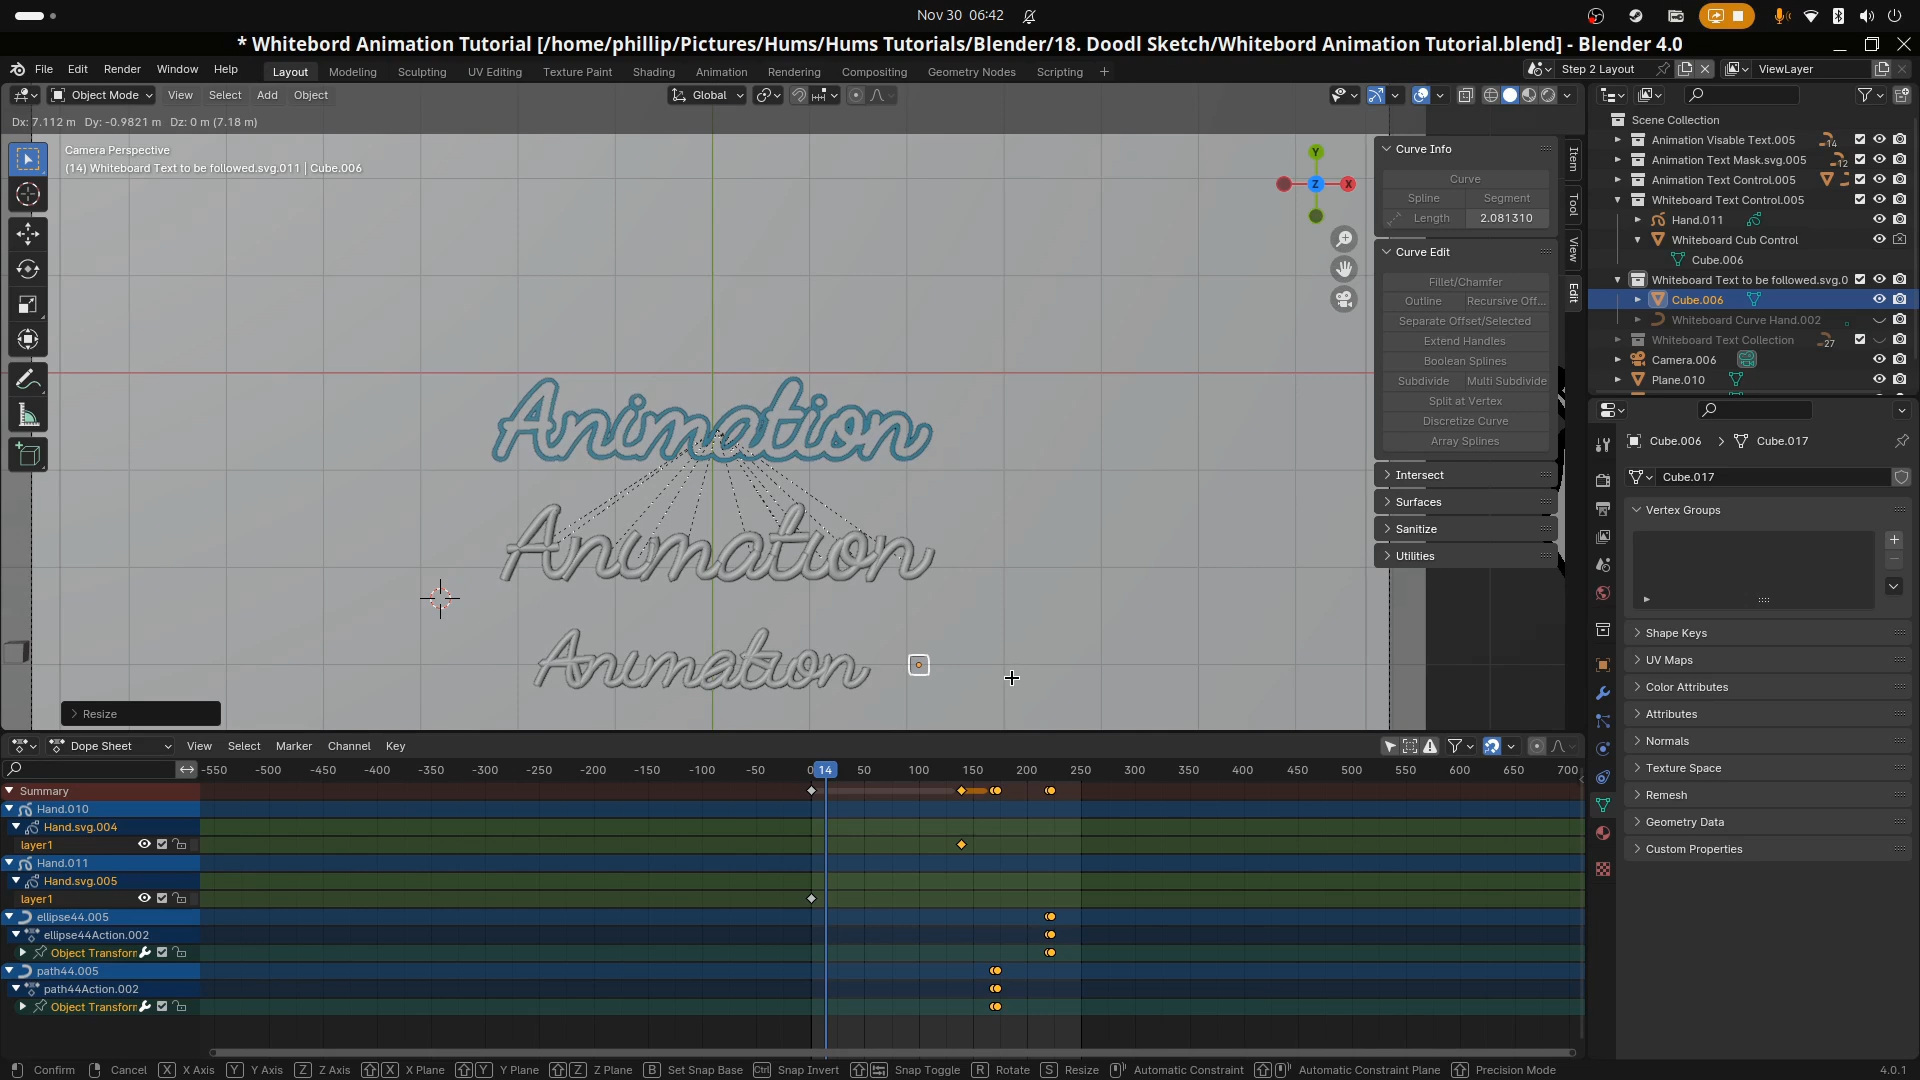 Nov 30 06:42
* Whitebord Animation Tutorial [/home/phillip/Pictures/Hums/Hums Tutorials/Blender/18. Doodl Sketch/Whitebord Animation Tutorial.blend] - Blender 4.0
File Edit Render Window Help
Layout Modeling Sculpting UV Editing Texture Paint Shading Animation Rendering Compositing Geometry Nodes Scripting +
Step 2 Layout
ViewLayer
Object Mode View Select Add Object
Global
Dx: 7.112 m Dy: -0.9821 m Dz: 0 m (7.18 m)
Camera Perspective
(14) Whiteboard Text to be followed.svg.011 | Cube.006
Y
Z
X
Animation
Animation
Animation
Resize
Curve Info
Curve
Spline Segment
Length 2.081310
Curve Edit
Fillet/Chamfer
Outline Recursive Off...
Separate Offset/Selected
Extend Handles
Boolean Splines
Subdivide Multi Subdivide
Split at Vertex
Discretize Curve
Array Splines
Intersect
Surfaces
Sanitize
Utilities
Item
Tool
View
Edit
Scene Collection
Animation Visable Text.005 14
Animation Text Mask.svg.005 12
Animation Text Control.005
Whiteboard Text Control.005
Hand.011
Whiteboard Cub Control
Cube.006
Whiteboard Text to be followed.svg.0
Cube.006
Whitebord Curve Hand.002
Whiteboard Text Collection 27
Camera.006
Plane.010
Cube.006 Cube.017
Cube.017
Vertex Groups
Shape Keys
UV Maps
Color Attributes
Attributes
Normals
Texture Space
Remesh
Geometry Data
Custom Properties
Dope Sheet View Select Marker Channel Key
-550 -500 -450 -400 -350 -300 -250 -200 -150 -100 -50 0 14 50 100 150 200 250 300 350 400 450 500 550 600 650 700
Summary
Hand.010
Hand.svg.004
layer1
Hand.011
Hand.svg.005
layer1
ellipse44.005
ellipse44Action.002
Object Transforn
path44.005
path44Action.002
Object Transforn
Confirm Cancel X X Axis Y Y Axis Z Z Axis X X Plane Y Y Plane Z Z Plane B Set Snap Base Ctrl Snap Invert Snap Toggle R Rotate S Resize Automatic Constraint Automatic Constraint Plane Precision Mode 4.0.1